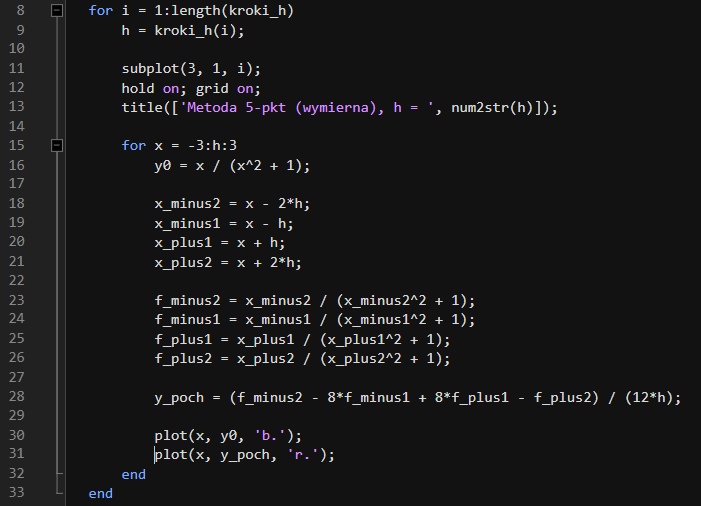 8 for i = 1:length(kroki_h)
9 h = kroki_h(i);
10
11 subplot(3, 1, i);
12 hold on; grid on;
13 title(['Metoda 5-pkt (wymierna), h = ', num2str(h)]);
14
15 for x = -3:h:3
16 y0 = x / (x^2 + 1);
17
18 x_minus2 = x - 2*h;
19 x_minus1 = x - h;
20 x_plus1 = x + h;
21 x_plus2 = x + 2*h;
22
23 f_minus2 = x_minus2 / (x_minus2^2 + 1);
24 f_minus1 = x_minus1 / (x_minus1^2 + 1);
25 f_plus1 = x_plus1 / (x_plus1^2 + 1);
26 f_plus2 = x_plus2 / (x_plus2^2 + 1);
27
28 y_poch = (f_minus2 - 8*f_minus1 + 8*f_plus1 - f_plus2) / (12*h);
29
30 plot(x, y0, 'b.');
31 plot(x, y_poch, 'r.');
32 end
33 end